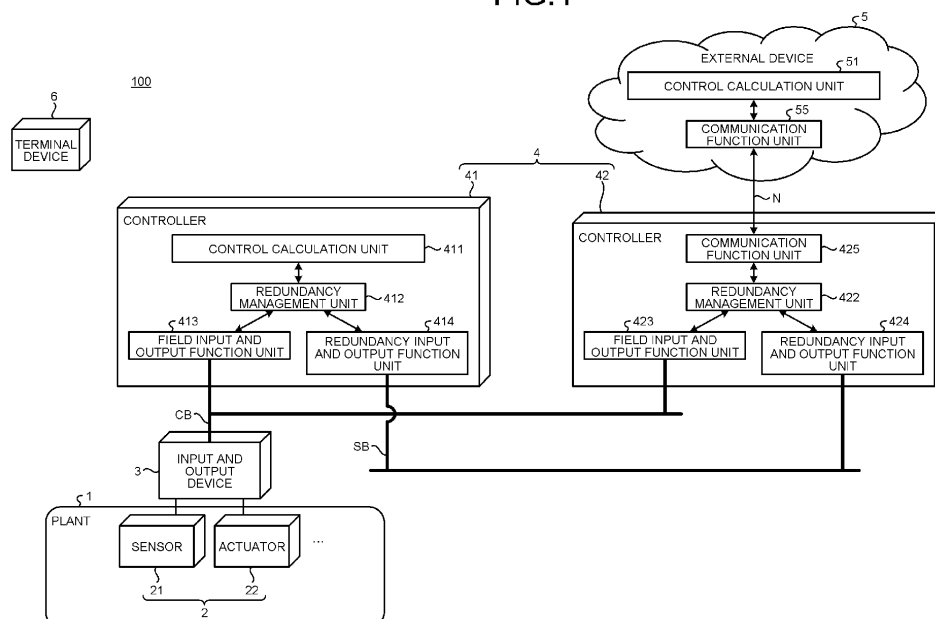 FIG.1
5
EXTERNAL DEVICE
51
CONTROL CALCULATION UNIT
55
COMMUNICATION
FUNCTION UNIT
100
6
TERMINAL
DEVICE
4
41
42
N
CONTROLLER
CONTROL CALCULATION UNIT
411
REDUNDANCY
MANAGEMENT UNIT
412
413
FIELD INPUT AND
OUTPUT FUNCTION UNIT
414
REDUNDANCY INPUT
AND OUTPUT FUNCTION
UNIT
CONTROLLER
COMMUNICATION
FUNCTION UNIT
425
REDUNDANCY
MANAGEMENT UNIT
422
423
FIELD INPUT AND
OUTPUT FUNCTION UNIT
424
REDUNDANCY INPUT
AND OUTPUT FUNCTION
UNIT
CB
SB
3
INPUT AND
OUTPUT
DEVICE
1
PLANT
SENSOR
ACTUATOR
...
21
22
2